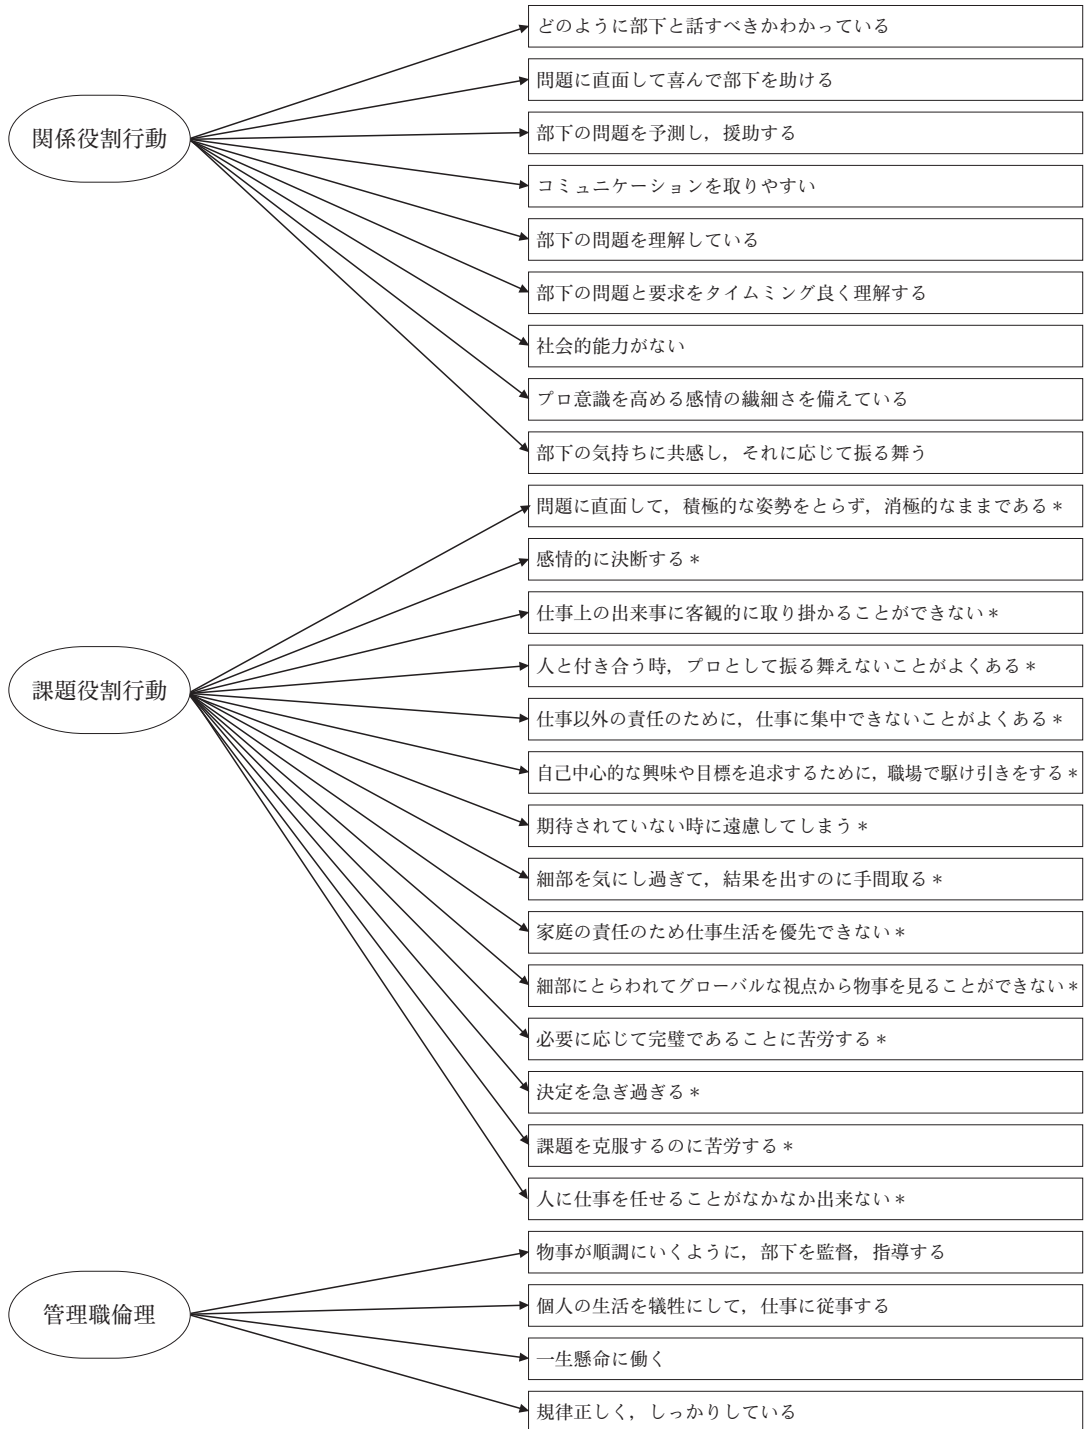 関係役割行動
どのように部下と話すべきかわかっている
問題に直面して喜んで部下を助ける
部下の問題を予測し，援助する
コミュニケーションを取りやすい
部下の問題を理解している
部下の問題と要求をタイムミング良く理解する
社会的能力がない
プロ意識を高める感情の繊細さを備えている
部下の気持ちに共感し，それに応じて振る舞う
課題役割行動
問題に直面して，積極的な姿勢をとらず，消極的なままである＊
感情的に決断する＊
仕事上の出来事に客観的に取り掛かることができない＊
人と付き合う時，プロとして振る舞えないことがよくある＊
仕事以外の責任のために，仕事に集中できないことがよくある＊
自己中心的な興味や目標を追求するために，職場で駆け引きをする＊
期待されていない時に遠慮してしまう＊
細部を気にし過ぎて，結果を出すのに手間取る＊
家庭の責任のため仕事生活を優先できない＊
細部にとらわれてグローバルな視点から物事を見ることができない＊
必要に応じて完璧であることに苦労する＊
決定を急ぎ過ぎる＊
課題を克服するのに苦労する＊
人に仕事を任せることがなかなか出来ない＊
管理職倫理
物事が順調にいくように，部下を監督，指導する
個人の生活を犠牲にして，仕事に従事する
一生懸命に働く
規律正しく，しっかりしている